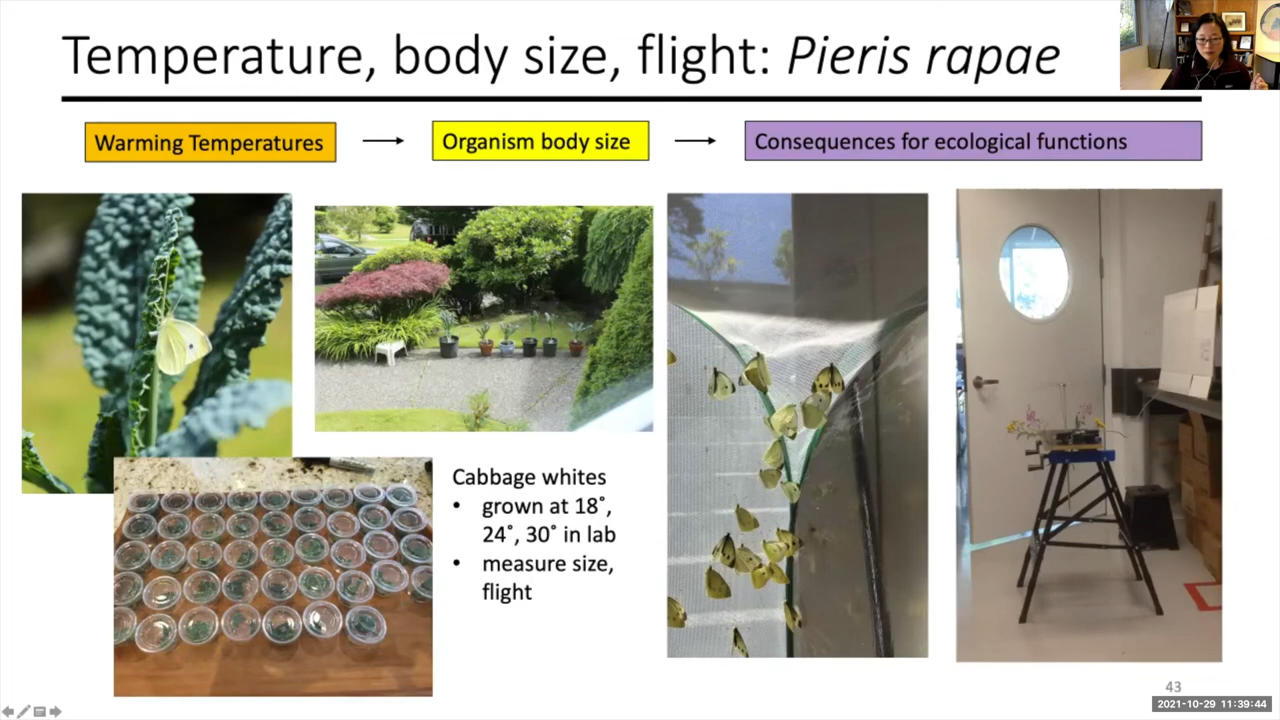 Temperature, body size, flight: Pieris rapae
Warming Temperatures
Organism body size
Consequences for ecological functions
Cabbage whites
• grown at 18˚,
24˚, 30˚ in lab
• measure size,
flight
43
2021-10-29 11:39:44